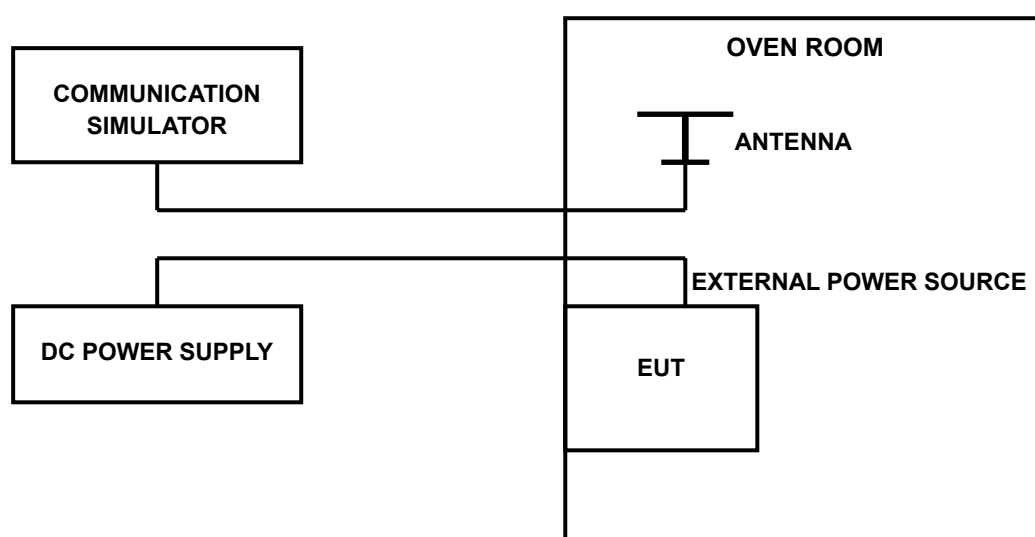 OVEN ROOM
COMMUNICATION
SIMULATOR
ANTENNA
EXTERNAL POWER SOURCE
DC POWER SUPPLY
EUT